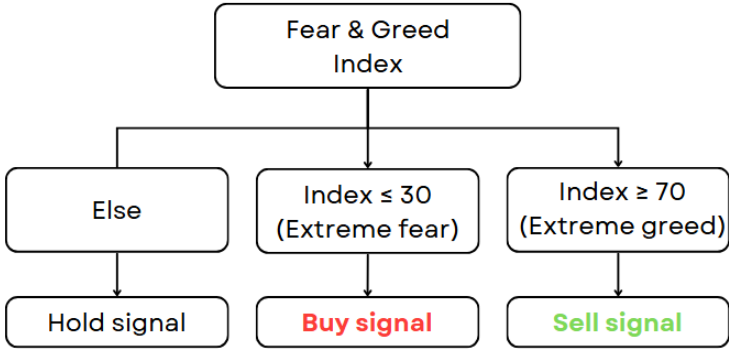 Fear & Greed
Index
Else
Index ≤ 30
(Extreme fear)
Index ≥ 70
(Extreme greed)
Hold signal
Buy signal
Sell signal